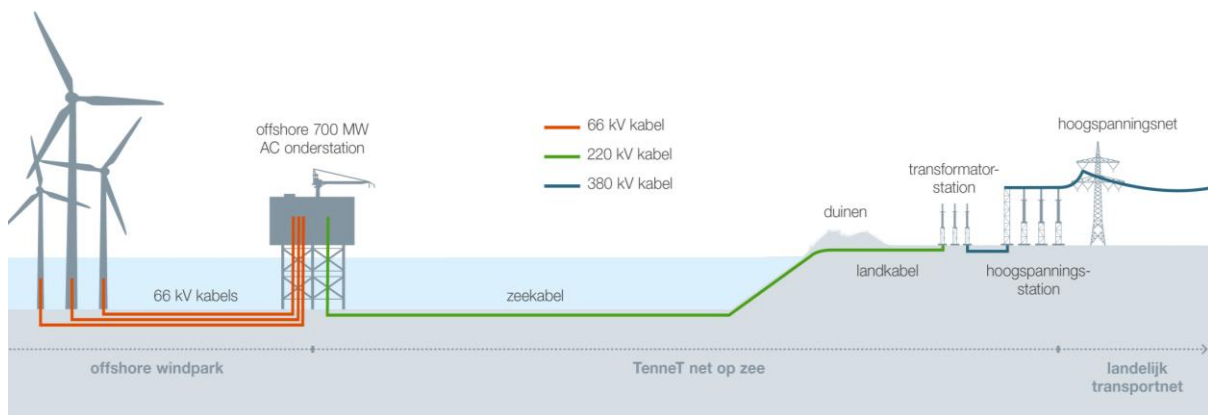 offshore 700 MW
AC onderstation
66 kV kabel
220 kV kabel
380 kV kabel
hoogspanningsnet
transformator-
station
duinen
66 kV kabels
zeekabel
landkabel
hoogspannings-
station
offshore windpark
TenneT net op zee
landelijk
transportnet